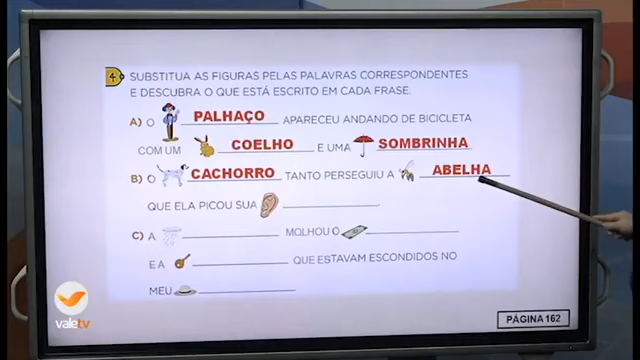 4 SUBSTITUA AS FIGURAS PELAS PALAVRAS CORRESPONDENTES
E DESCUBRA O QUE ESTÁ ESCRITO EM CADA FRASE.
A) O PALHAÇO APARECEU ANDANDO DE BICICLETA
COM UM COELHO E UMA SOMBRINHA
B) O CACHORRO TANTO PERSEGUIU A ABELHA
QUE ELA PICOU SUA
C) A MOLHOU O
E A QUE ESTAVAM ESCONDIDOS NO
MEU
valetv
PÁGINA 162